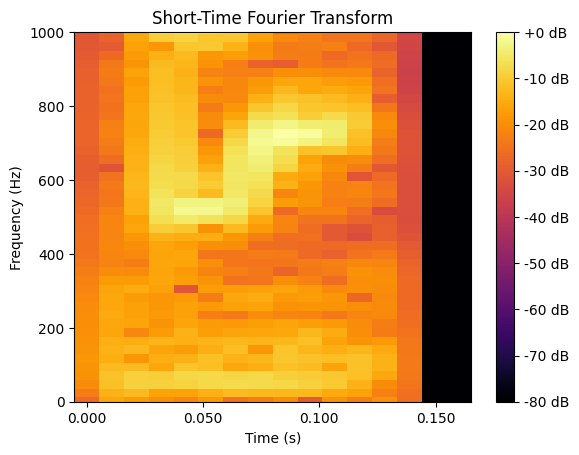 Short-Time Fourier Transform
1000
800
600
400
200
0
Frequency (Hz)
0.000
0.050
0.100
0.150
Time (s)
+0 dB
-10 dB
-20 dB
-30 dB
-40 dB
-50 dB
-60 dB
-70 dB
-80 dB